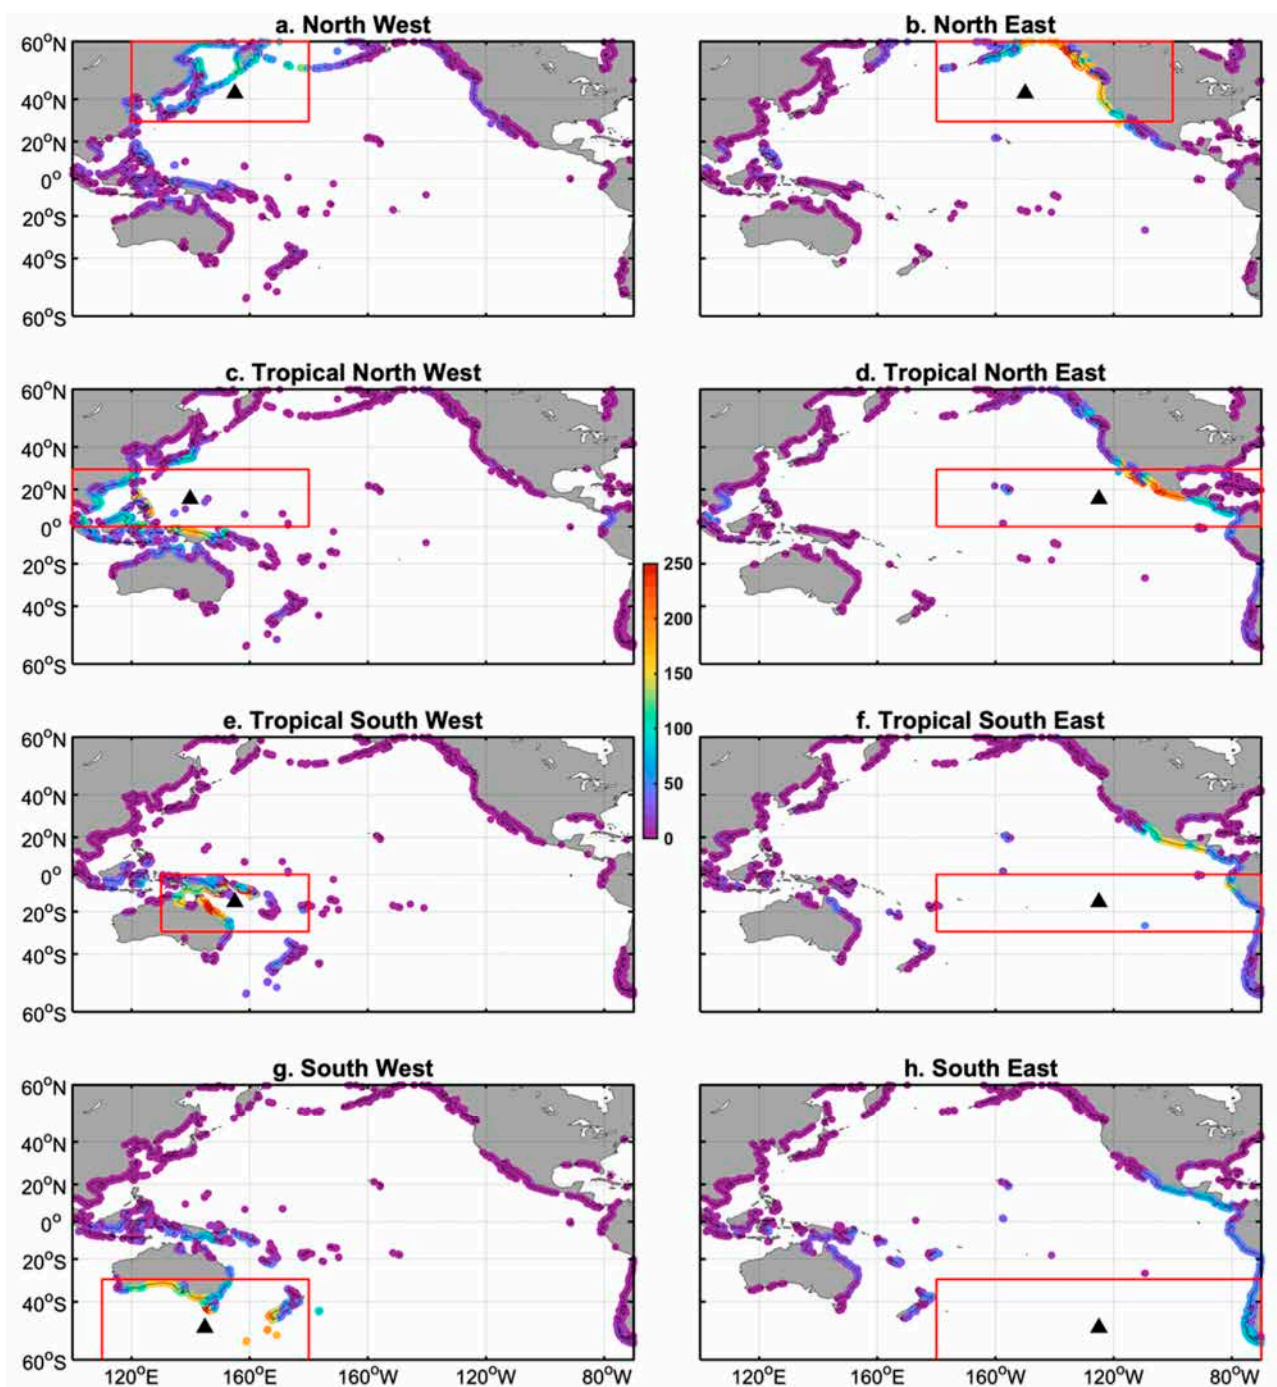 a. North West
b. North East
60°N
40°N
20°N
0°
20°S
40°S
60°S
c. Tropical North West
d. Tropical North East
60°N
40°N
20°N
0°
20°S
40°S
60°S
250
200
150
100
50
0
e. Tropical South West
f. Tropical South East
60°N
40°N
20°N
0°
20°S
40°S
60°S
g. South West
h. South East
60°N
40°N
20°N
0°
20°S
40°S
60°S
120°E 160°E 160°W 120°W 80°W 120°E 160°E 160°W 120°W 80°W